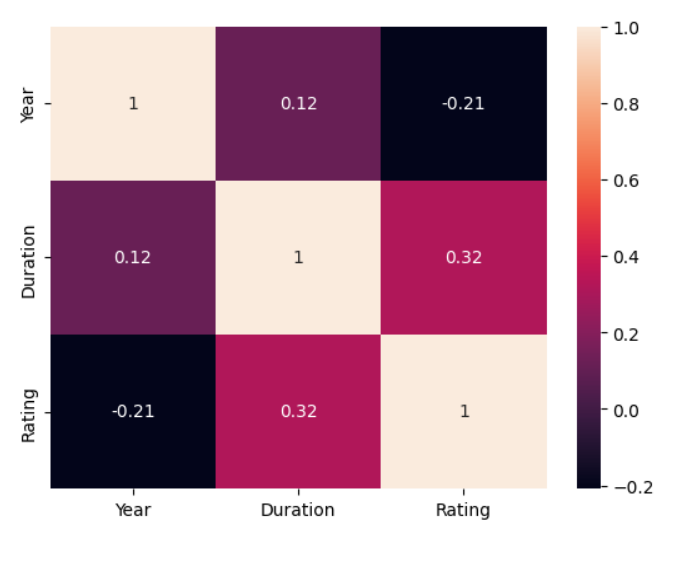 1.0
Year 1 0.12 -0.21
0.8
0.6
Duration 0.12 1 0.32
0.4
0.2
Rating -0.21 0.32 1
0.0
−0.2
Year Duration Rating